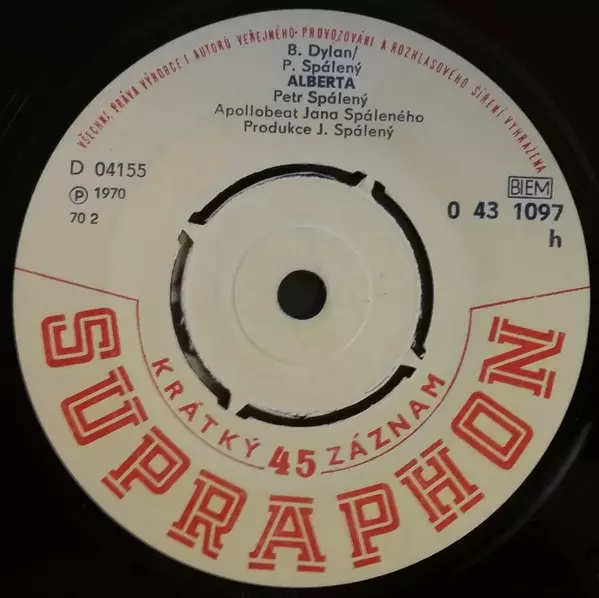 VŠECHNA PRÁVA VÝROBCE I AUTORŮ VEŘEJNÉHO PROVOZOVÁNÍ A ROZHLASOVÉHO ŠÍŘENÍ VYHRAZENA
B. Dylan/
P. Spálený
ALBERTA
Petr Spálený
Apollobeat Jana Spáleného
Produkce J. Spálený
D 04155
Ⓟ 1970
70 2
BIEM
0 43 1097
h
KRÁTKÝ 45 ZÁZNAM
SUPRAPHON